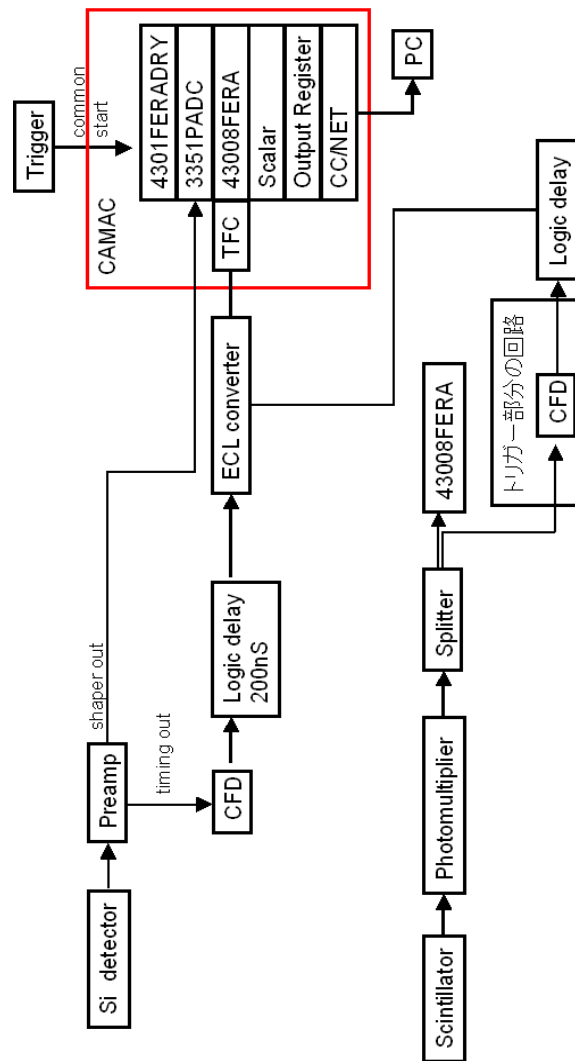 Trigger
common
start
CAMAC
4301FERADRY
3351PADC
43008FERA
Scalar
Output Register
CC/NET
TFC
PC
shaper out
Si detector
Preamp
timing out
CFD
Logic delay
200nS
ECL converter
Scintillator
Photomultiplier
Splitter
43008FERA
トリガー部分の回路
CFD
Logic delay